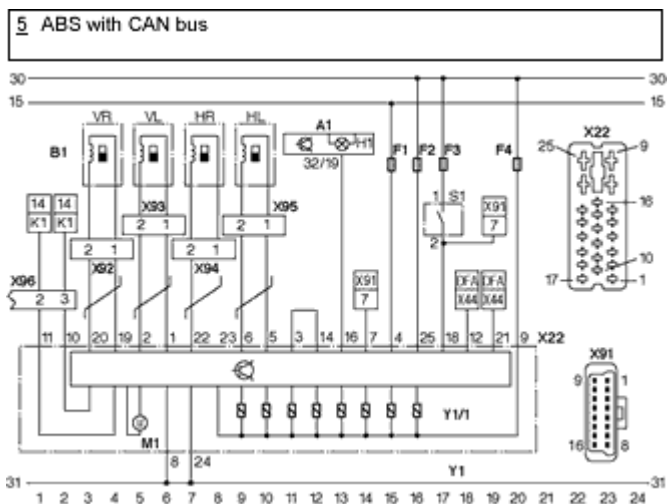 5 ABS with CAN bus
30 30
15 15
VR VL HR HL
A1
B1
H1
32/19
F1 F2 F3 F4
X22
25 9
16
10
17 1
14 14
K1 K1
X93 X95
2 1 2 1
1 S1
2
X91
7
2 1 2 1
X92 X94
X96
2 3
X91
7
DFA DFA
X44 X44
11 10 20 19 2 1 22 23 6 5 3 14 16 7 4 25 18 12 21 9 X22
X91
9 1
16 8
M1
Y1/1
8 24
Y1
31 31
1 2 3 4 5 6 7 8 9 10 11 12 13 14 15 16 17 18 19 20 21 22 23 24